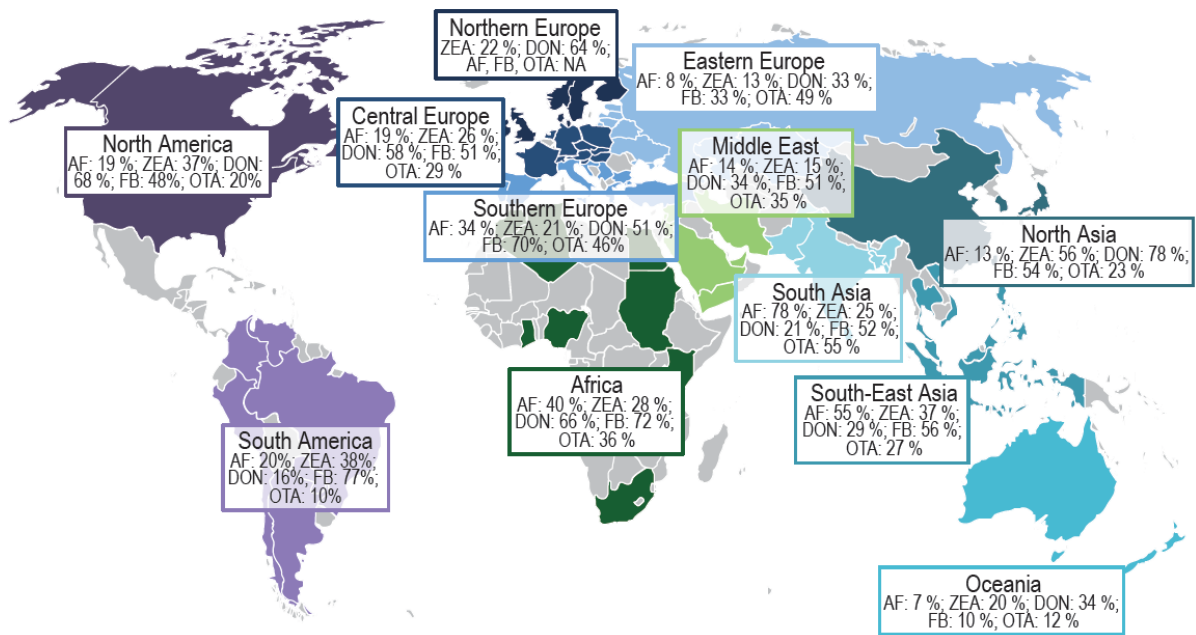 Northern Europe
ZEA: 22 %; DON: 64 %;
AF, FB, OTA: NA
Eastern Europe
AF: 8 %; ZEA: 13 %; DON: 33 %;
FB: 33 %; OTA: 49 %
Central Europe
AF: 19 %; ZEA: 26 %;
DON: 58 %; FB: 51 %;
OTA: 29 %
North America
AF: 19 %; ZEA: 37%; DON:
68 %; FB: 48%; OTA: 20%
Middle East
AF: 14 %; ZEA: 15 %;
DON: 34 %; FB: 51 %;
OTA: 35 %
Southern Europe
AF: 34 %; ZEA: 21 %; DON: 51 %;
FB: 70%; OTA: 46%
North Asia
AF: 13 %; ZEA: 56 %; DON: 78 %;
FB: 54 %; OTA: 23 %
South Asia
AF: 78 %; ZEA: 25 %;
DON: 21 %; FB: 52 %;
OTA: 55 %
Africa
AF: 40 %; ZEA: 28 %;
DON: 66 %; FB: 72 %;
OTA: 36 %
South-East Asia
AF: 55 %; ZEA: 37 %;
DON: 29 %; FB: 56 %;
OTA: 27 %
South America
AF: 20%; ZEA: 38%;
DON: 16%; FB: 77%;
OTA: 10%
Oceania
AF: 7 %; ZEA: 20 %; DON: 34 %;
FB: 10 %; OTA: 12 %